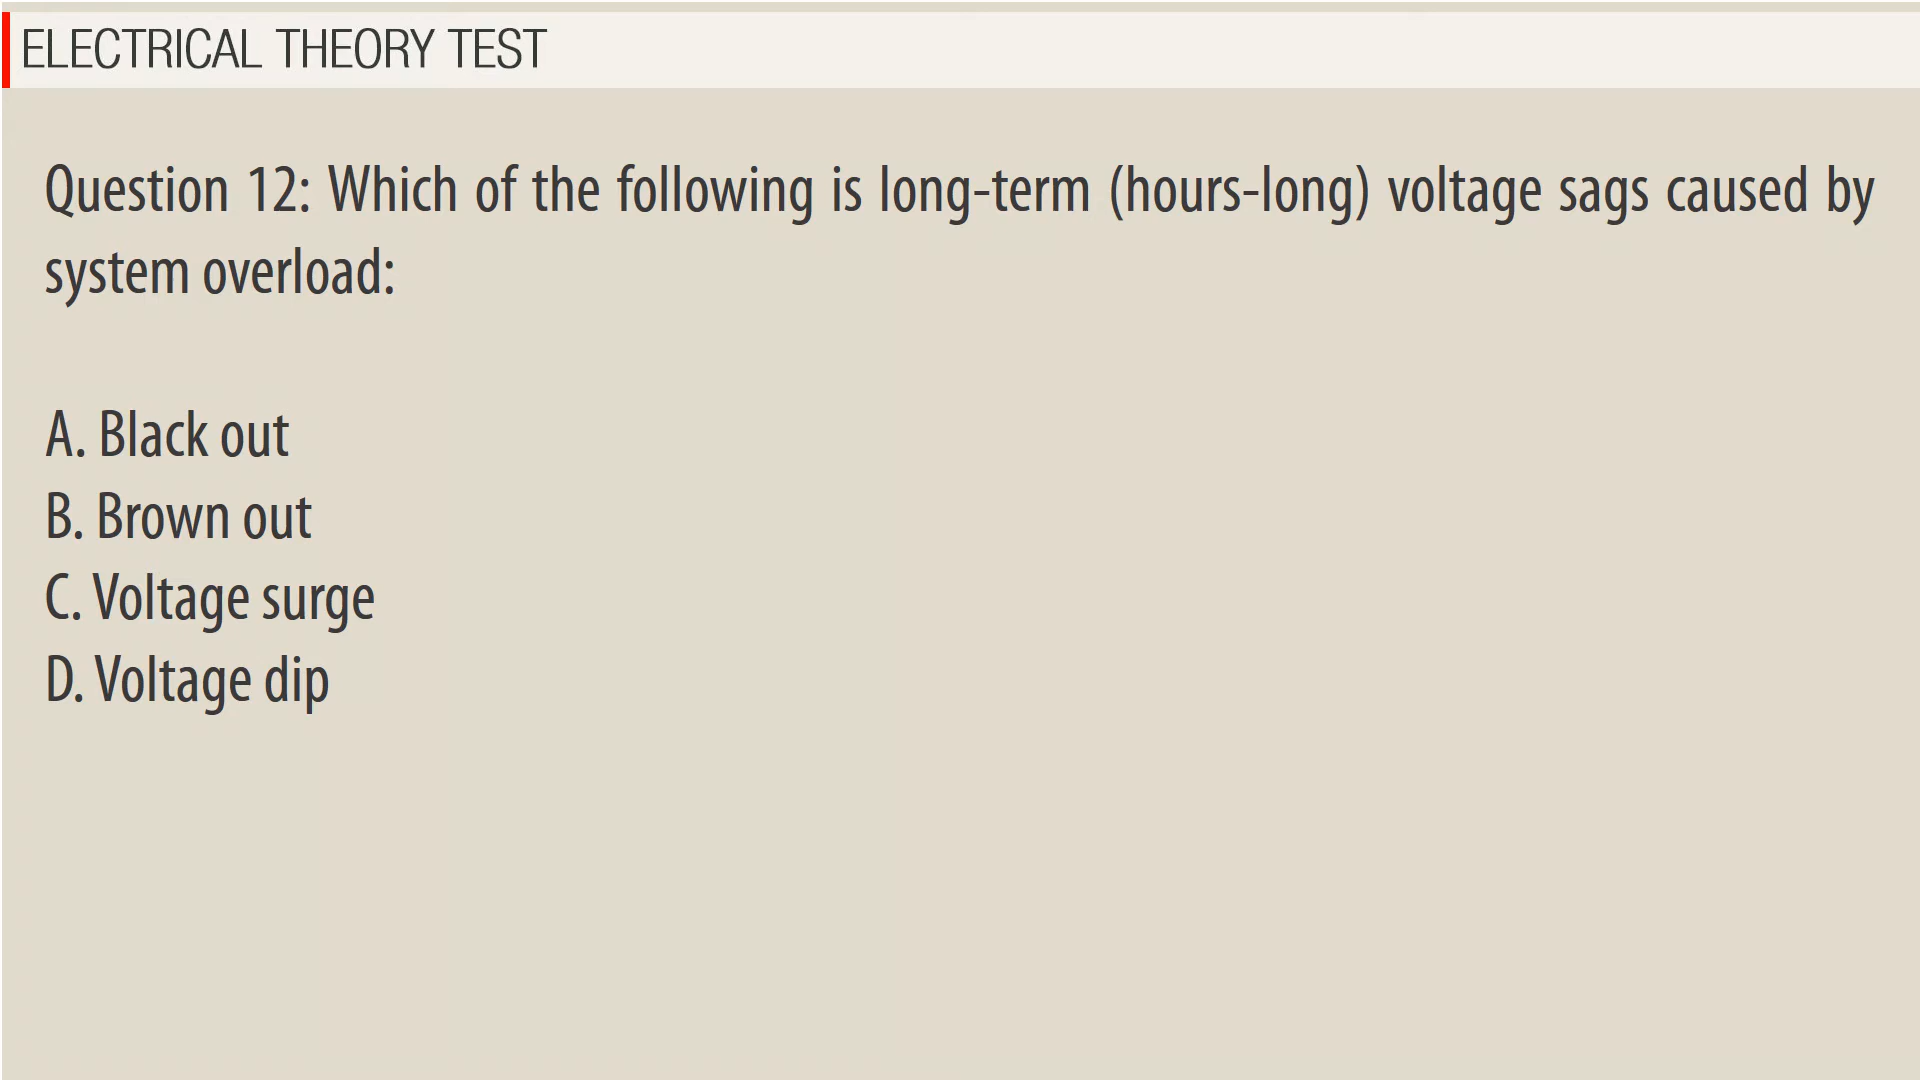 ELECTRICAL THEORY TEST
Question 12: Which of the following is long-term (hours-long) voltage sags caused by
system overload:
A. Black out
B. Brown out
C. Voltage surge
D. Voltage dip